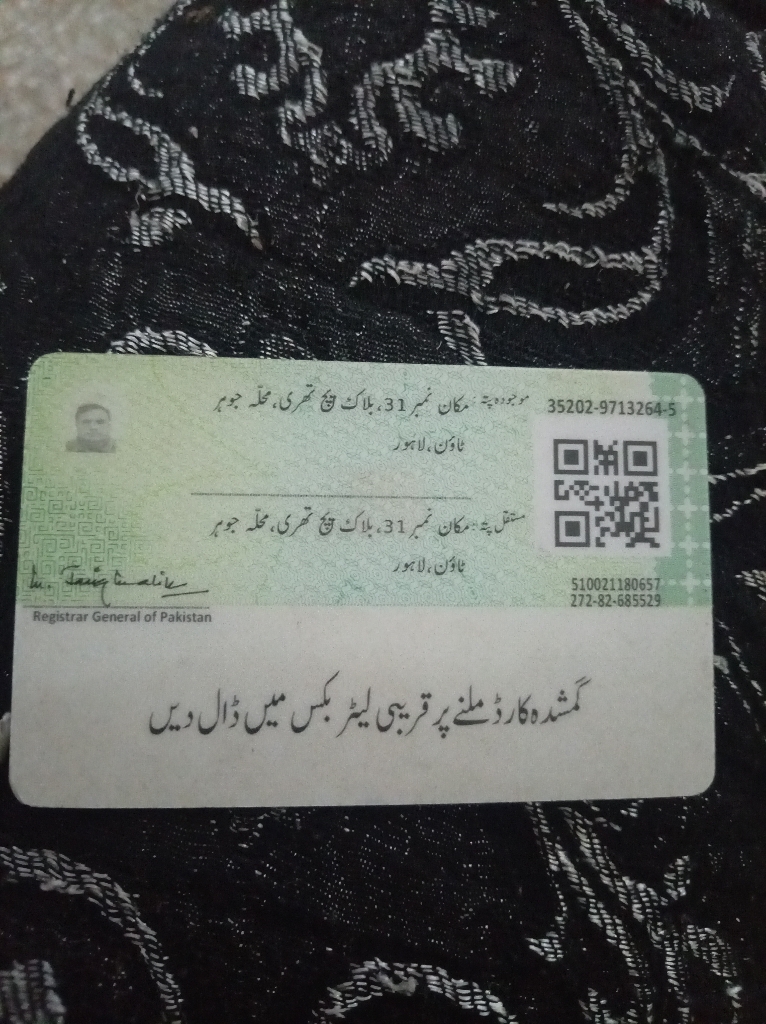 موجودہ پتہ: مکان نمبر 31، بلاک ایچ تھری، محلّہ جوہر
ٹاؤن، لاہور
35202-9713264-5
مستقل پتہ: مکان نمبر 31، بلاک ایچ تھری، محلّہ جوہر
ٹاؤن، لاہور
510021180657
272-82-685529
Registrar General of Pakistan
گمشدہ کارڈ ملنے پر قریبی لیٹر بکس میں ڈال دیں